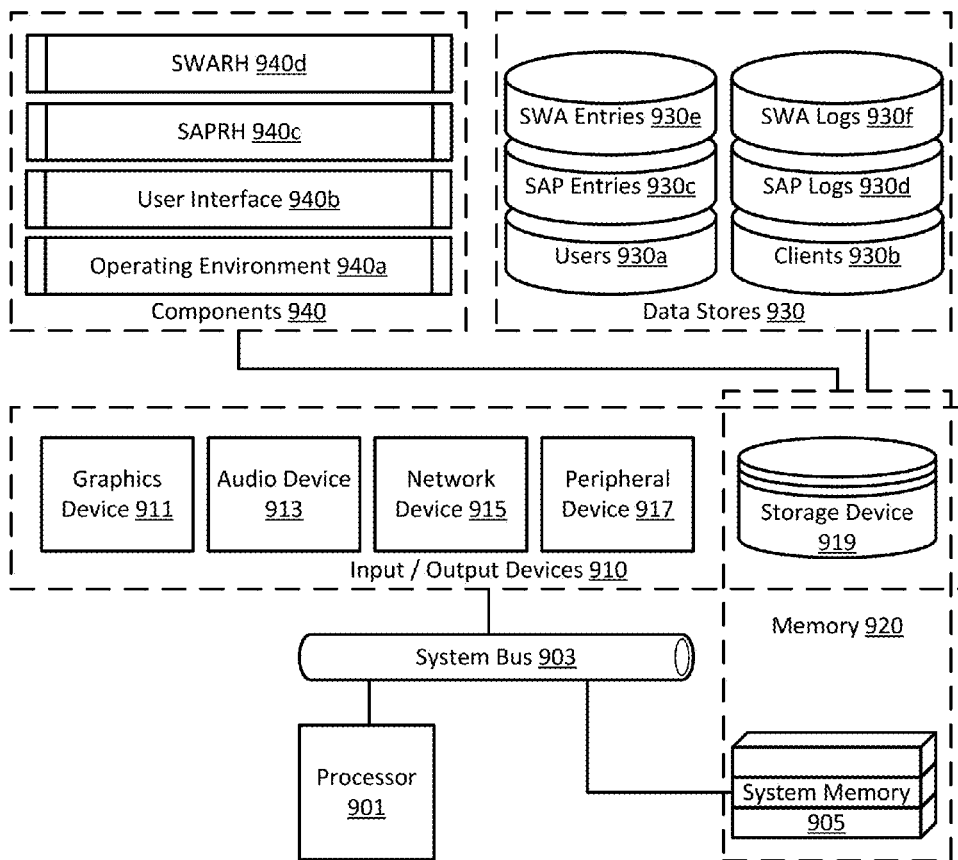 SWARH 940d
SAPRH 940c
User Interface 940b
Operating Environment 940a
Components 940
SWA Entries 930e
SWA Logs 930f
SAP Entries 930c
SAP Logs 930d
Users 930a
Clients 930b
Data Stores 930
Graphics
Device 911
Audio Device
913
Network
Device 915
Peripheral
Device 917
Storage Device
919
Input / Output Devices 910
Memory 920
System Bus 903
Processor
901
System Memory
905